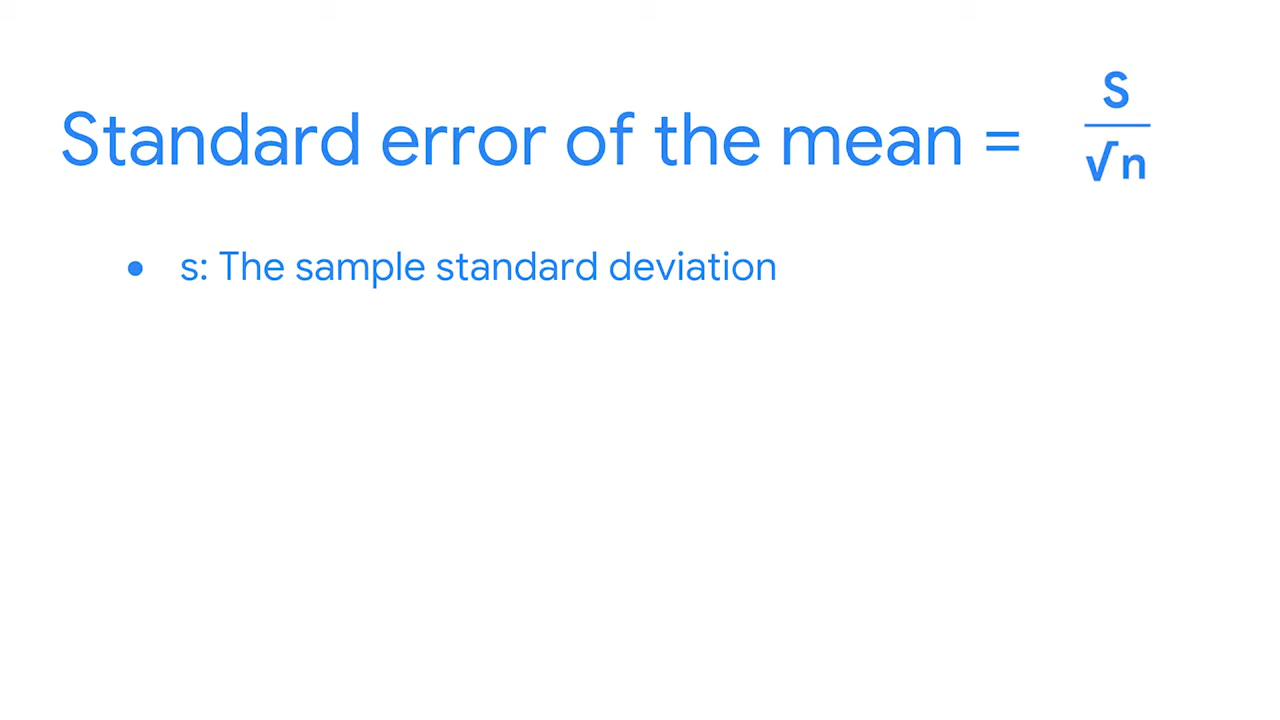 Standard error of the mean = s / √n
• s: The sample standard deviation